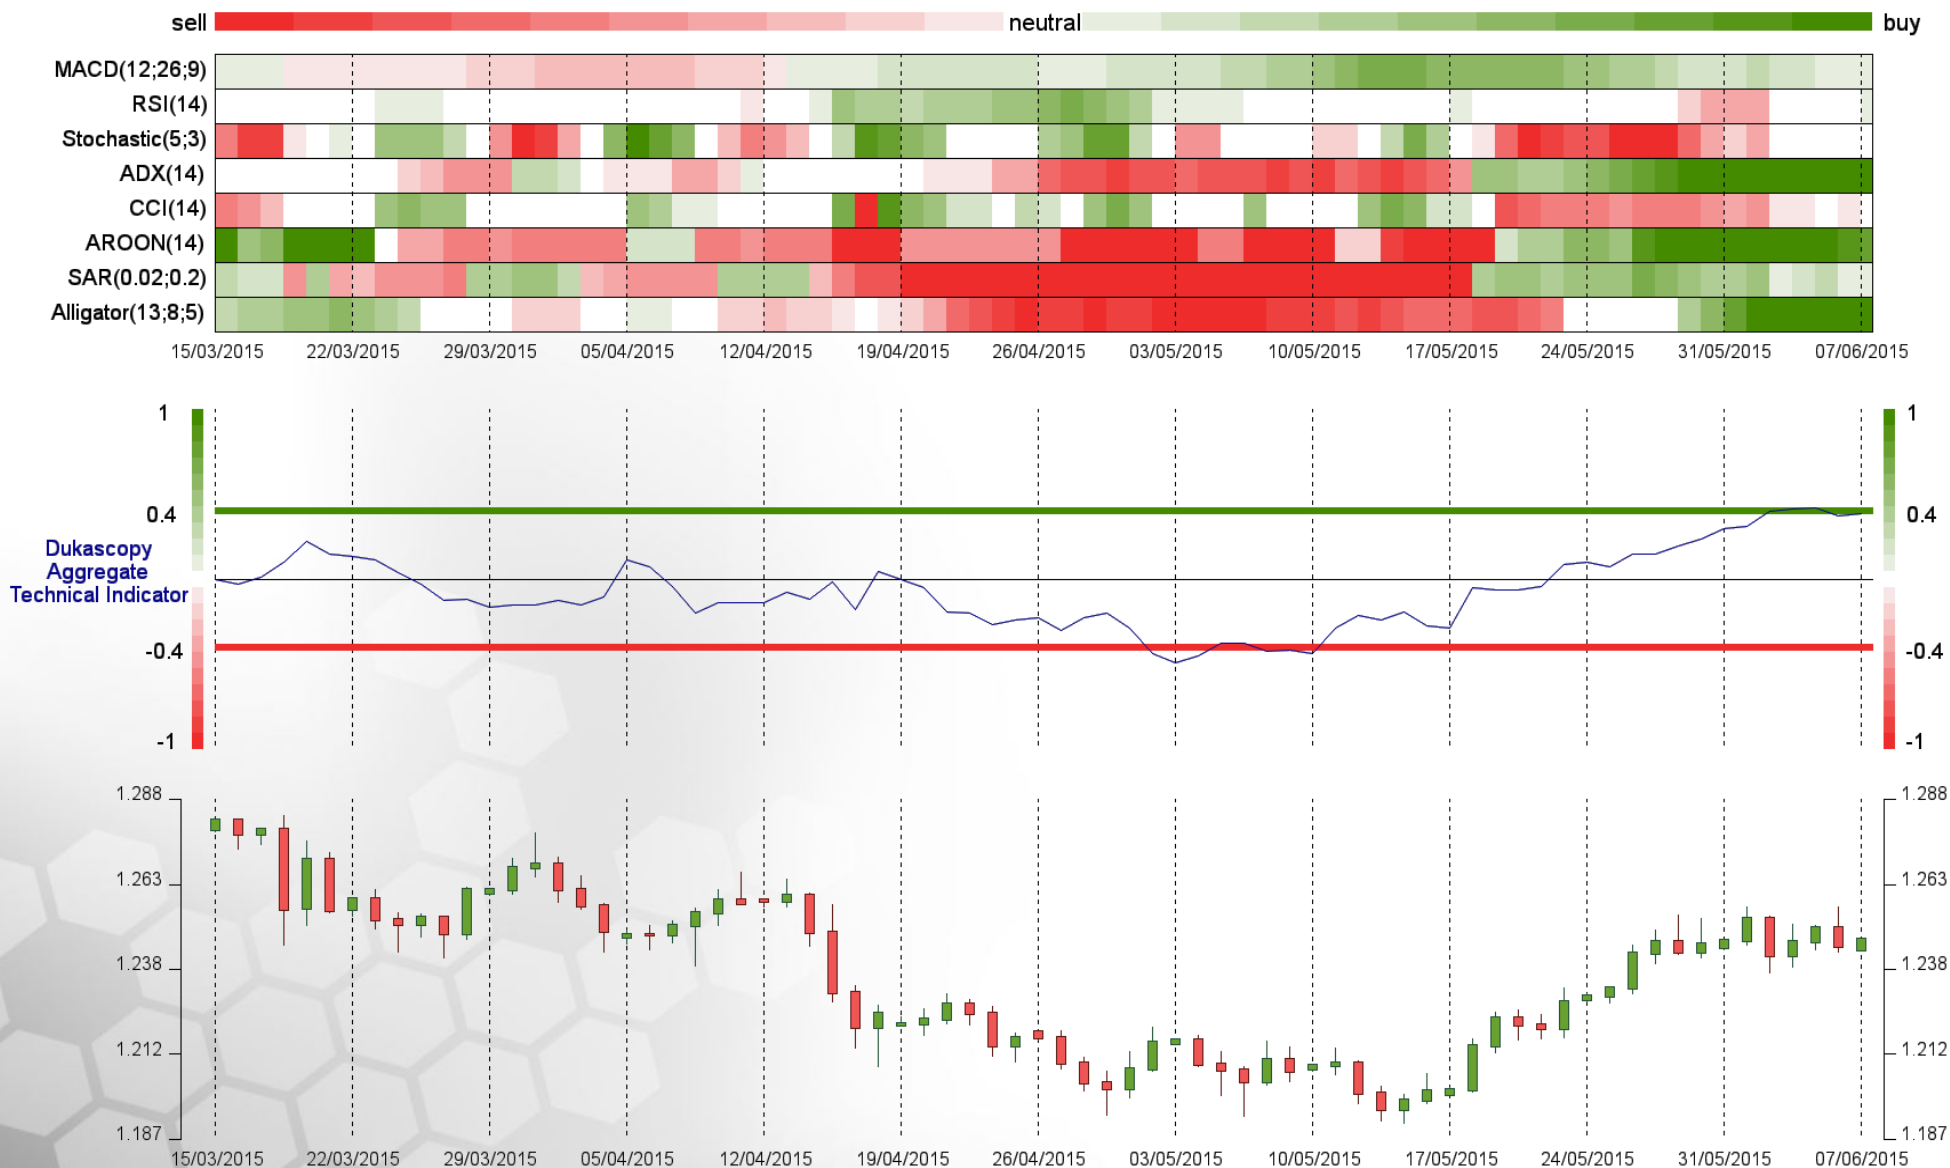 sell neutral buy
MACD(12;26;9)
RSI(14)
Stochastic(5;3)
ADX(14)
CCI(14)
AROON(14)
SAR(0.02;0.2)
Alligator(13;8;5)
15/03/2015 22/03/2015 29/03/2015 05/04/2015 12/04/2015 19/04/2015 26/04/2015 03/05/2015 10/05/2015 17/05/2015 24/05/2015 31/05/2015 07/06/2015
1 1
0.4 0.4
Dukascopy
Aggregate
Technical Indicator
-0.4 -0.4
-1 -1
1.288 1.288
1.263 1.263
1.238 1.238
1.212 1.212
1.187 1.187
15/03/2015 22/03/2015 29/03/2015 05/04/2015 12/04/2015 19/04/2015 26/04/2015 03/05/2015 10/05/2015 17/05/2015 24/05/2015 31/05/2015 07/06/2015